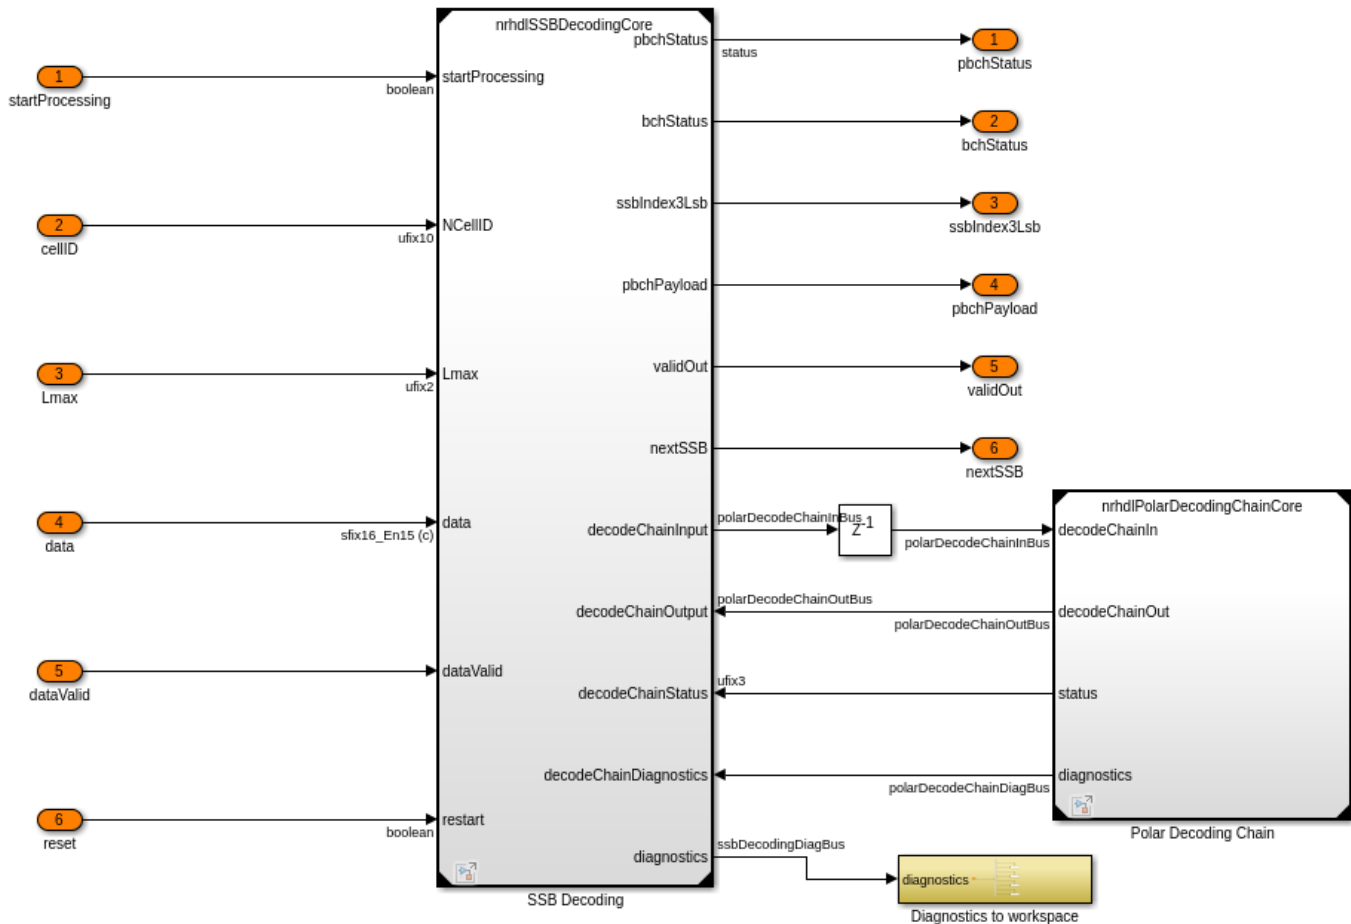 nrhdlSSBDecodingCore
pbchStatus
status
1
pbchStatus
1
startProcessing
boolean
startProcessing
bchStatus
2
bchStatus
ssbIndex3Lsb
3
ssbIndex3Lsb
2
cellID
ufix10
NCellID
pbchPayload
4
pbchPayload
3
Lmax
ufix2
Lmax
validOut
5
validOut
nextSSB
6
nextSSB
4
data
sfix16_En15 (c)
data
decodeChainInput
polarDecodeChainInBus
Z-1
polarDecodeChainInBus
nrhdlPolarDecodingChainCore
decodeChainIn
decodeChainOutput
polarDecodeChainOutBus
polarDecodeChainOutBus
decodeChainOut
5
dataValid
dataValid
decodeChainStatus
ufix3
status
decodeChainDiagnostics
polarDecodeChainDiagBus
diagnostics
Polar Decoding Chain
6
reset
boolean
restart
diagnostics
ssbDecodingDiagBus
diagnostics
SSB Decoding
Diagnostics to workspace